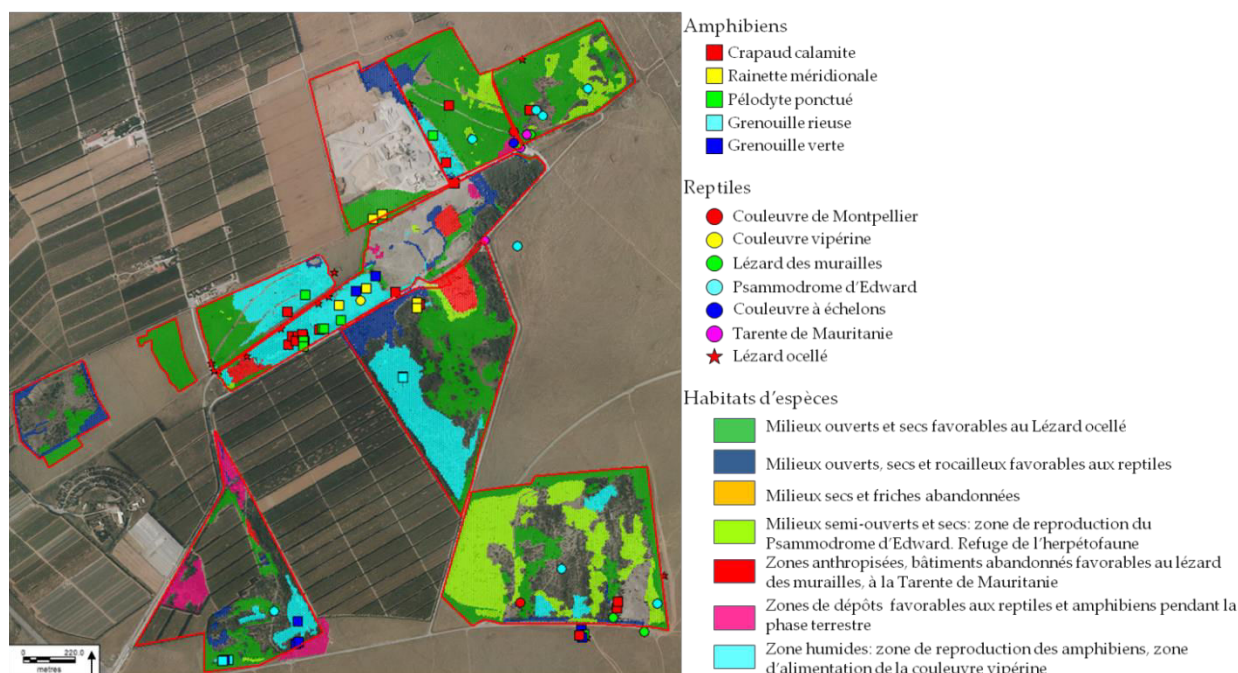 Amphibiens
Crapaud calamite
Rainette méridionale
Pélodyte ponctué
Grenouille rieuse
Grenouille verte
Reptiles
Couleuvre de Montpellier
Couleuvre vipérine
Lézard des murailles
Psammodrome d'Edward
Couleuvre à échelons
Tarente de Mauritanie
Lézard ocellé
Habitats d'espèces
Milieux ouverts et secs favorables au Lézard ocellé
Milieux ouverts, secs et rocailleux favorables aux reptiles
Milieux secs et friches abandonnées
Milieux semi-ouverts et secs: zone de reproduction du
Psammodrome d'Edward. Refuge de l'herpétofaune
Zones anthropisées, bâtiments abandonnés favorables au lézard
des murailles, à la Tarente de Mauritanie
Zones de dépôts favorables aux reptiles et amphibiens pendant la
phase terrestre
Zone humides: zone de reproduction des amphibiens, zone
d'alimentation de la couleuvre vipérine
0 220.0
metres